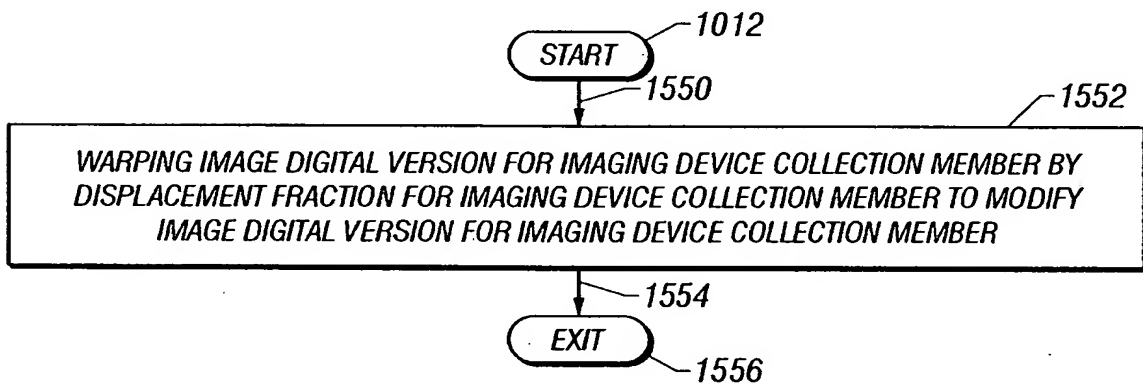 1012
START
1550
1552
WARPING IMAGE DIGITAL VERSION FOR IMAGING DEVICE COLLECTION MEMBER BY
DISPLACEMENT FRACTION FOR IMAGING DEVICE COLLECTION MEMBER TO MODIFY
IMAGE DIGITAL VERSION FOR IMAGING DEVICE COLLECTION MEMBER
1554
EXIT
1556